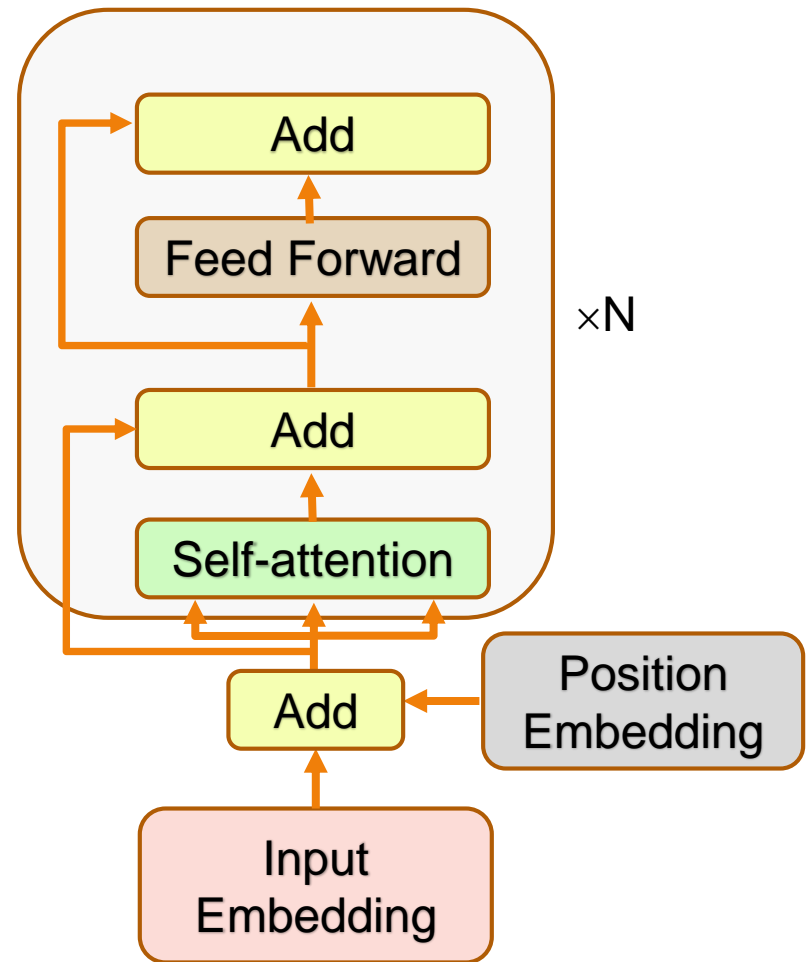 Add
Feed Forward
×N
Add
Self-attention
Position
Embedding
Add
Input
Embedding